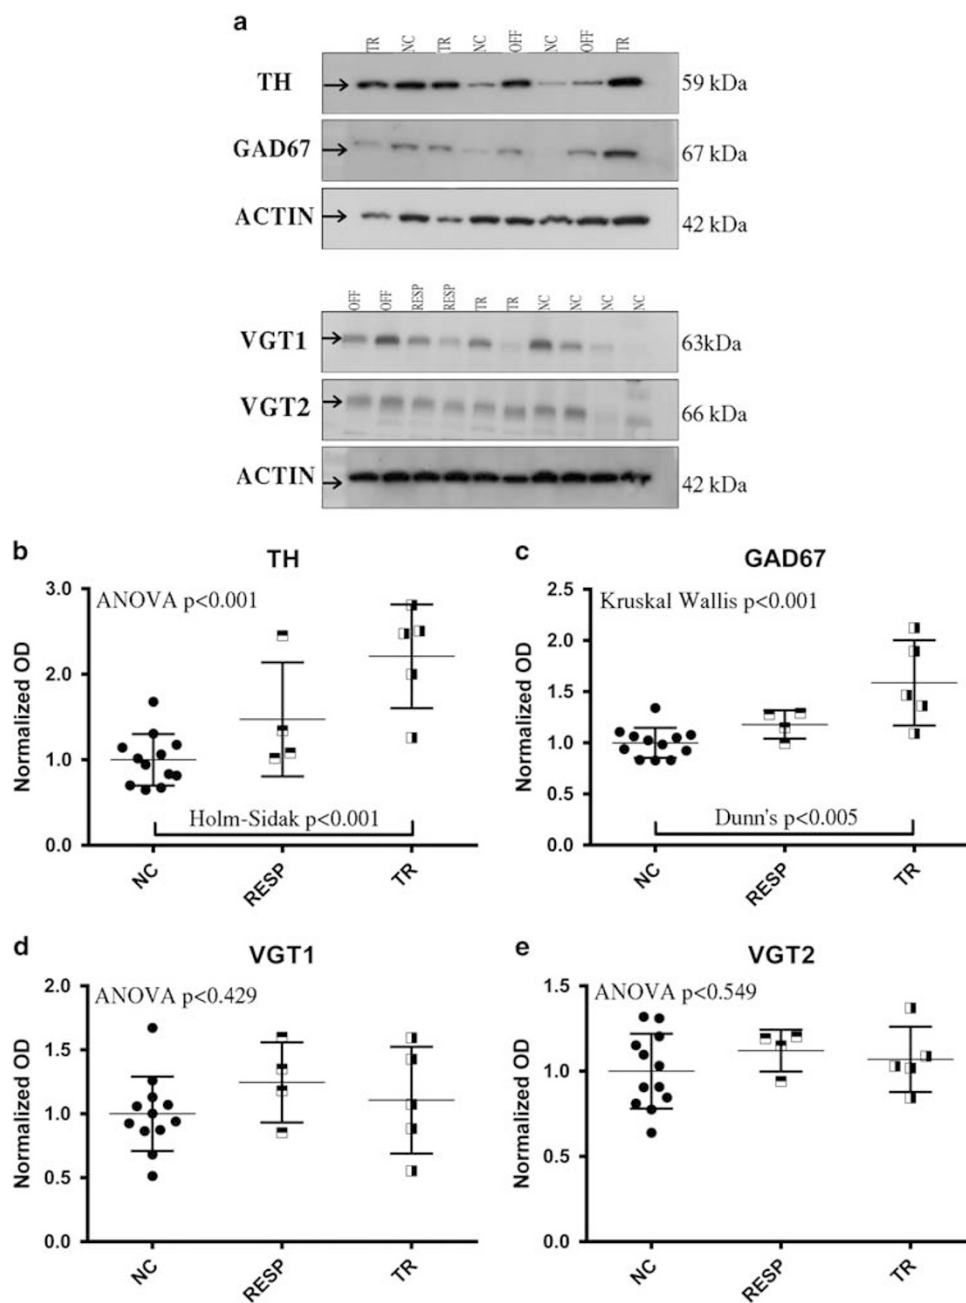 a
TR NC TR NC OFF NC OFF TR
TH → 59 kDa
GAD67 → 67 kDa
ACTIN → 42 kDa
OFF OFF RESP RESP TR TR NC NC NC NC
VGT1 → 63kDa
VGT2 → 66 kDa
ACTIN → 42 kDa
b
TH
ANOVA p<0.001
Normalized OD
3.0
2.0
1.0
0.0
Holm-Sidak p<0.001
NC RESP TR
c
GAD67
Kruskal Wallis p<0.001
Normalized OD
2.5
2.0
1.5
1.0
0.5
0.0
Dunn's p<0.005
NC RESP TR
d
VGT1
ANOVA p<0.429
Normalized OD
2.0
1.5
1.0
0.5
0.0
NC RESP TR
e
VGT2
ANOVA p<0.549
Normalized OD
1.5
1.0
0.5
0.0
NC RESP TR